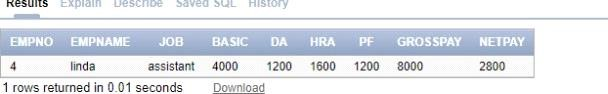 Results Explain Describe Saved SQL History
EMPNO EMPNAME JOB BASIC DA HRA PF GROSSPAY NETPAY
4 linda assistant 4000 1200 1600 1200 8000 2800
1 rows returned in 0.01 seconds Download